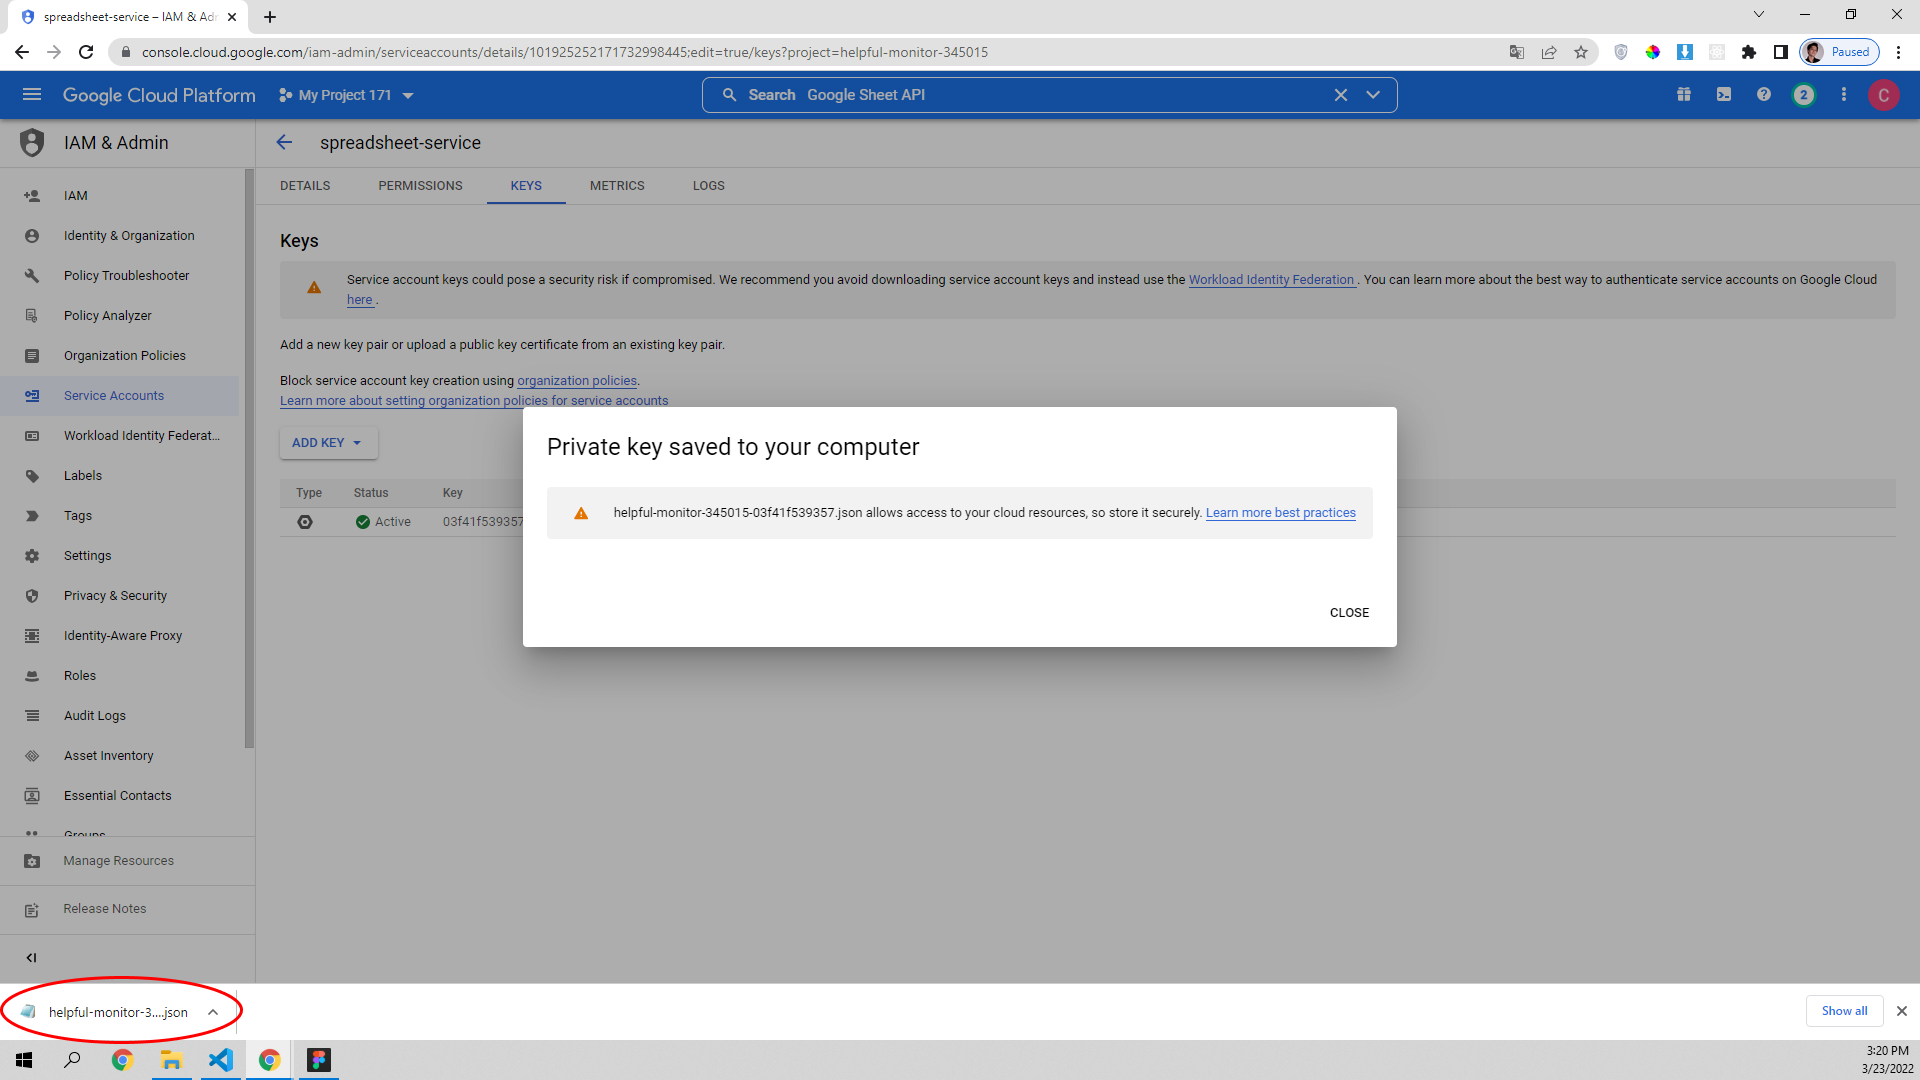 spreadsheet-service – IAM & Adr
console.cloud.google.com/iam-admin/serviceaccounts/details/101925252171732998445;edit=true/keys?project=helpful-monitor-345015
Paused
Google Cloud Platform
My Project 171
Search Google Sheet API
2
C
IAM & Admin
spreadsheet-service
DETAILS
PERMISSIONS
KEYS
METRICS
LOGS
IAM
Identity & Organization
Policy Troubleshooter
Policy Analyzer
Organization Policies
Service Accounts
Workload Identity Federat...
Labels
Tags
Settings
Privacy & Security
Identity-Aware Proxy
Roles
Audit Logs
Asset Inventory
Essential Contacts
Groups
Manage Resources
Release Notes
Keys
Service account keys could pose a security risk if compromised. We recommend you avoid downloading service account keys and instead use the Workload Identity Federation . You can learn more about the best way to authenticate service accounts on Google Cloud
here .
Add a new key pair or upload a public key certificate from an existing key pair.
Block service account key creation using organization policies.
Learn more about setting organization policies for service accounts
ADD KEY
Type Status Key
Active 03f41f539357
Private key saved to your computer
helpful-monitor-345015-03f41f539357.json allows access to your cloud resources, so store it securely. Learn more best practices
CLOSE
helpful-monitor-3....json
Show all
3:20 PM
3/23/2022